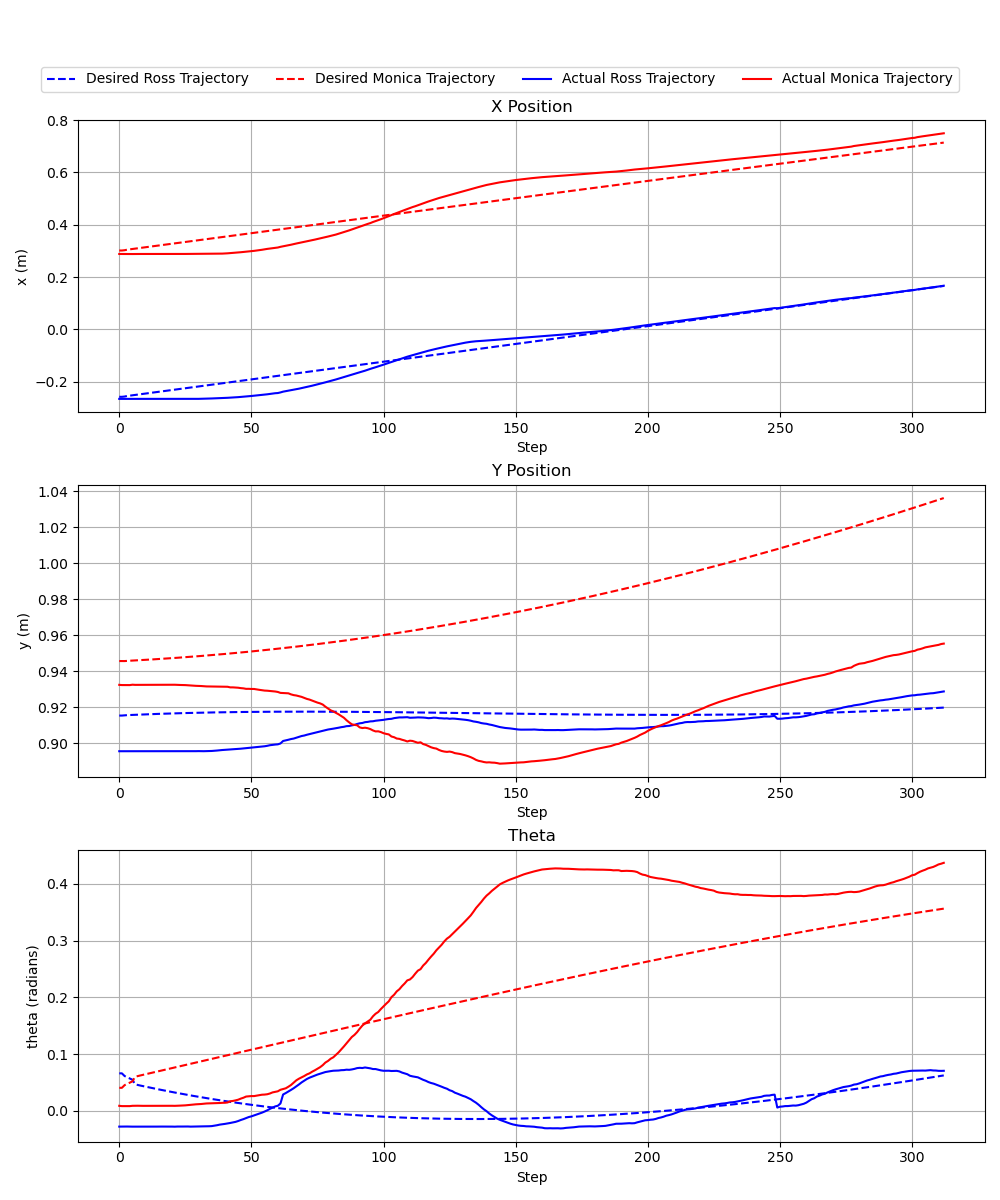 Desired Ross Trajectory Desired Monica Trajectory Actual Ross Trajectory Actual Monica Trajectory
X Position
0.8
0.6
0.4
0.2
0.0
−0.2
x (m)
0 50 100 150 200 250 300
Step
Y Position
1.04
1.02
1.00
0.98
0.96
0.94
0.92
0.90
y (m)
0 50 100 150 200 250 300
Step
Theta
0.4
0.3
0.2
0.1
0.0
theta (radians)
0 50 100 150 200 250 300
Step